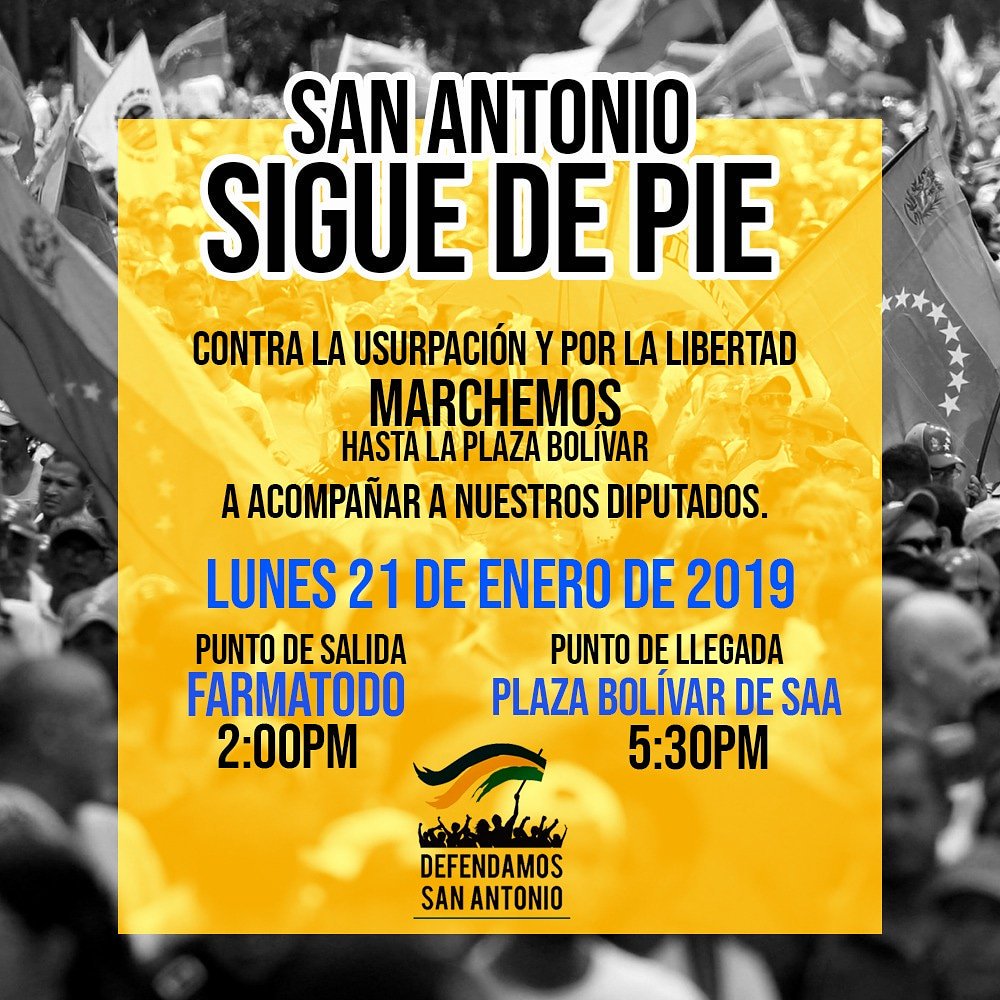 SAN ANTONIO
SIGUE DE PIE
CONTRA LA USURPACIÓN Y POR LA LIBERTAD
MARCHEMOS
HASTA LA PLAZA BOLÍVAR
A ACOMPAÑAR A NUESTROS DIPUTADOS.
LUNES 21 DE ENERO DE 2019
PUNTO DE SALIDA
FARMATODO
2:00PM
PUNTO DE LLEGADA
PLAZA BOLÍVAR DE SAA
5:30PM
DEFENDAMOS
SAN ANTONIO